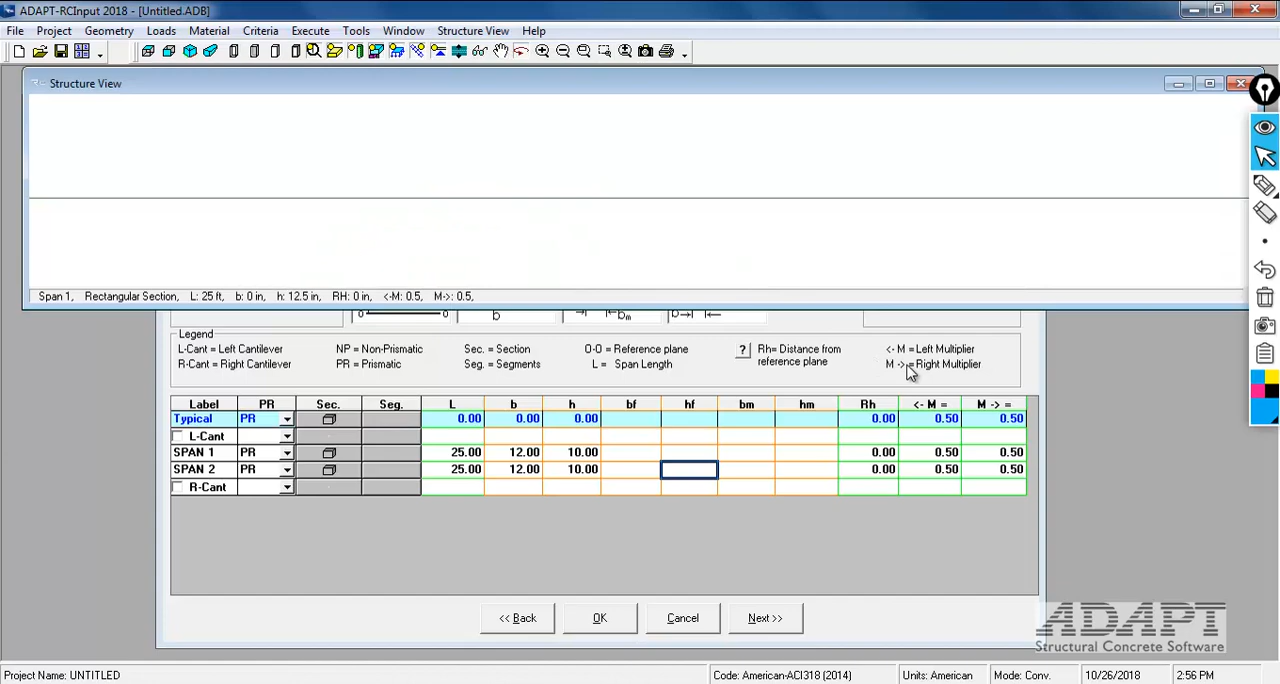 ADAPT-RCInput 2018 - [Untitled.ADB]
File Project Geometry Loads Material Criteria Execute Tools Window Structure View Help
Structure View
Span 1, Rectangular Section, L: 25 ft, b: 0 in, h: 12.5 in, RH: 0 in, <-M: 0.5, M->: 0.5,
0 0 b bm b
Legend
L-Cant = Left Cantilever NP = Non-Prismatic Sec. = Section O-O = Reference plane ? Rh= Distance from <- M = Left Multiplier
R-Cant = Right Cantilever PR = Prismatic Seg. = Segments L = Span Length reference plane M -> = Right Multiplier
Label PR Sec. Seg. L b h bf hf bm hm Rh <- M = M -> =
Typical PR 0.00 0.00 0.00 0.00 0.50 0.50
L-Cant
SPAN 1 PR 25.00 12.00 10.00 0.00 0.50 0.50
SPAN 2 PR 25.00 12.00 10.00 0.00 0.50 0.50
R-Cant
<< Back OK Cancel Next >>
ADAPT
Structural Concrete Software
Project Name: UNTITLED Code: American-ACI318 (2014) Units: American Mode: Conv. 10/26/2018 2:56 PM